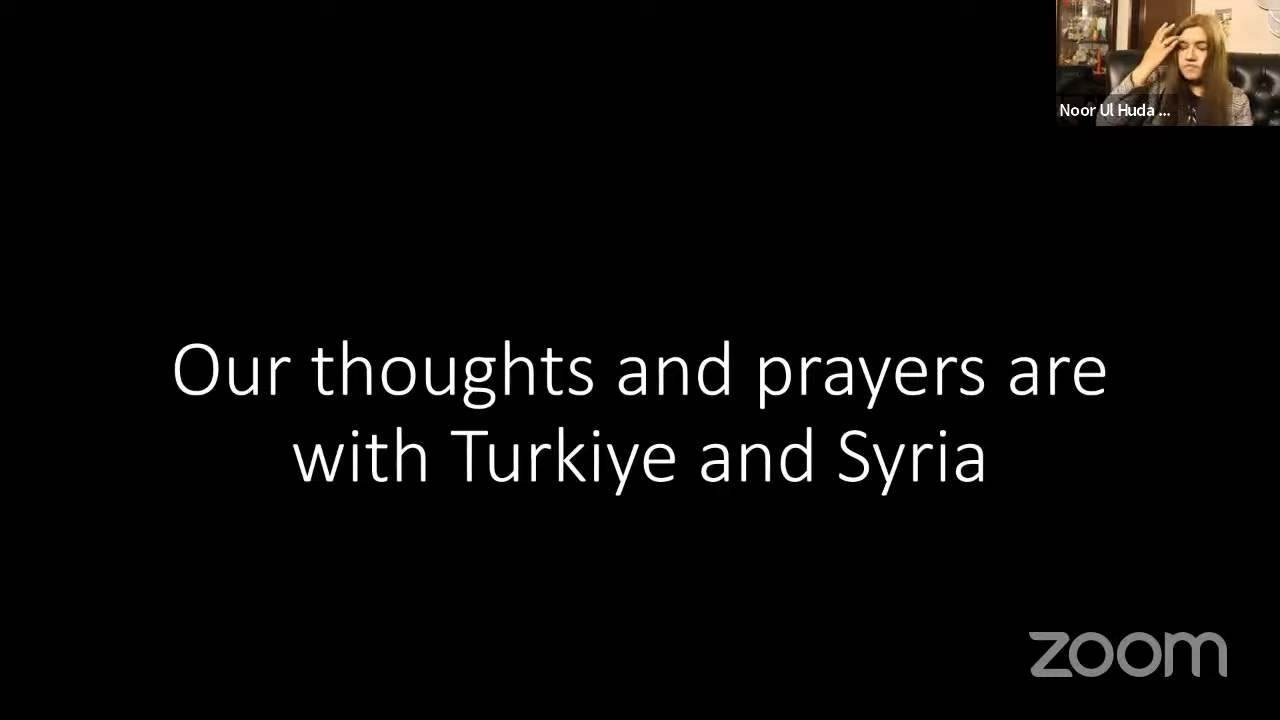 Noor Ul Huda ...
Our thoughts and prayers are
with Turkiye and Syria
zoom